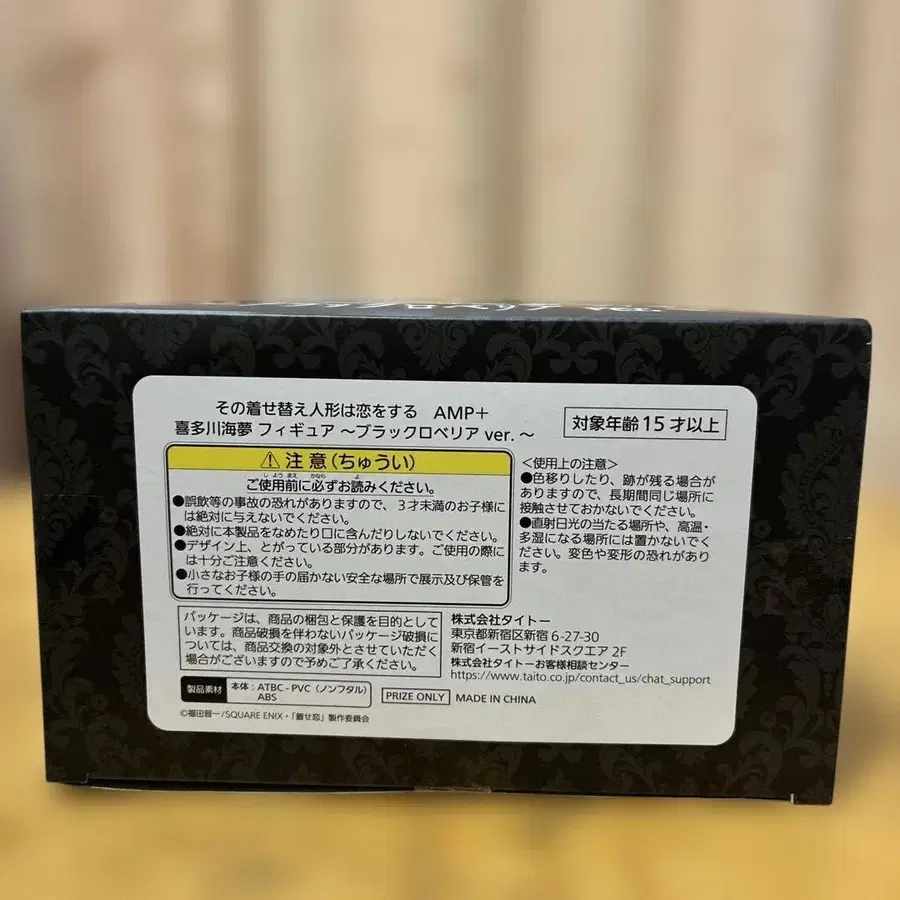 その着せ替え人形は恋をする AMP+
喜多川海夢 フィギュア ～ブラックロベリア ver.～
対象年齢15才以上
⚠注意(ちゅうい)
ご使用前に必ずお読みください。
しようまえ かなら よ
●誤飲等の事故の恐れがありますので、3才未満のお子様に
は絶対に与えないでください。
●絶対に本製品をなめたり口に含んだりしないでください。
●デザイン上、とがっている部分があります。ご使用の際に
は十分ご注意ください。
●小さなお子様の手の届かない安全な場所で展示及び保管を
行ってください。
＜使用上の注意＞
●色移りしたり、跡が残る場合が
ありますので、長期間同じ場所に
接触させておかないでください。
●直射日光の当たる場所や、高温・
多湿になる場所には置かないでくだ
さい。変色や変形の恐れがありま
す。
パッケージは、商品の梱包と保護を目的として
います。商品破損を伴わないパッケージ破損に
ついては、商品交換の対象外とさせていただく
場合がございますので予めご了承ください。
株式会社タイトー
東京都新宿区新宿6-27-30
新宿イーストサイドスクエア 2F
株式会社タイトーお客様相談センター
https://www.taito.co.jp/contact_us/chat_support
製品素材
本体：ATBC-PVC（ノンフタル）
ABS
PRIZE ONLY
MADE IN CHINA
©福田晋一/SQUARE ENIX・「着せ恋」製作委員会